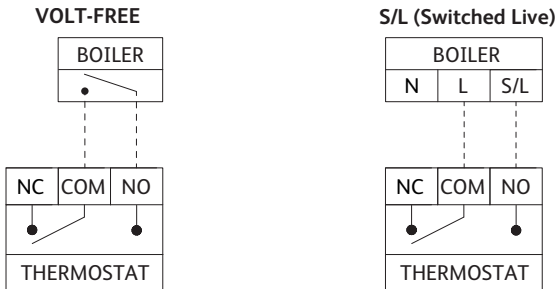 VOLT-FREE
BOILER
NC COM NO
THERMOSTAT
S/L (Switched Live)
BOILER
N L S/L
NC COM NO
THERMOSTAT